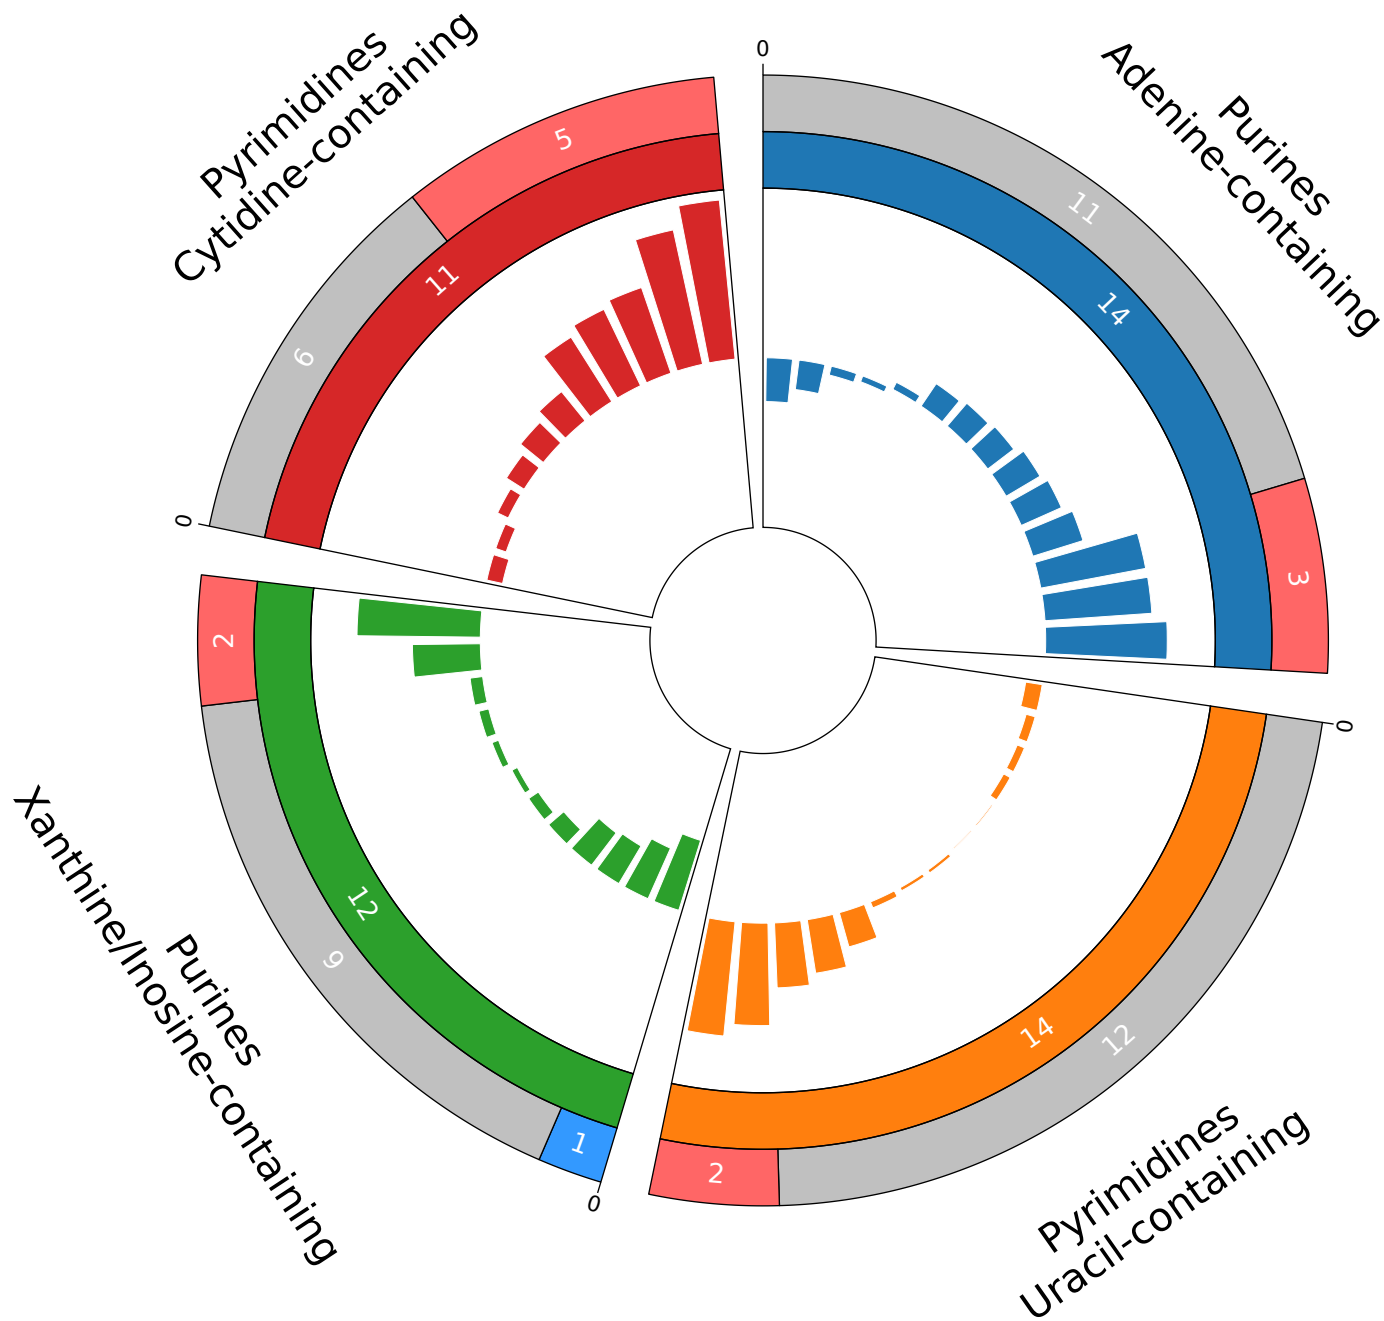 Pyrimidines
Cytidine-containing
5
11
6
0
0
Purines
Adenine-containing
11
14
3
2
12
9
1
0
Purines
Xanthine/Inosine-containing
0
14
12
2
Pyrimidines
Uracil-containing